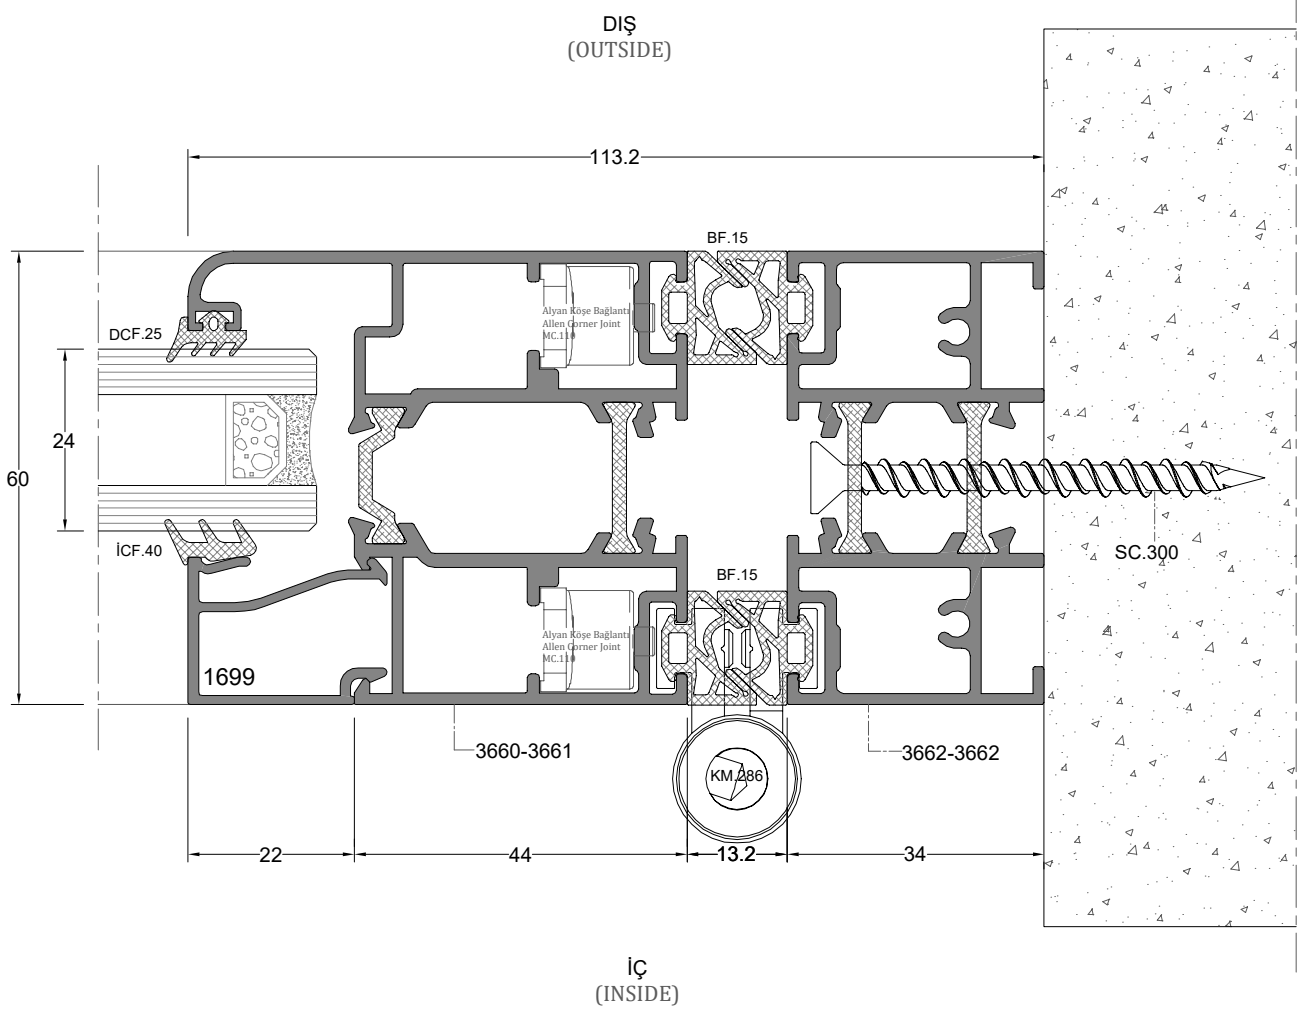 DIŞ
(OUTSIDE)
113.2
BF.15
Alyan Köşe Bağlantı
Allen Corner Joint
MC.110
DCF.25
24
60
İCF.40
SC.300
BF.15
Alyan Köşe Bağlantı
Allen Corner Joint
MC.110
1699
3660-3661
3662-3662
KM.286
22
44
13.2
34
İÇ
(INSIDE)